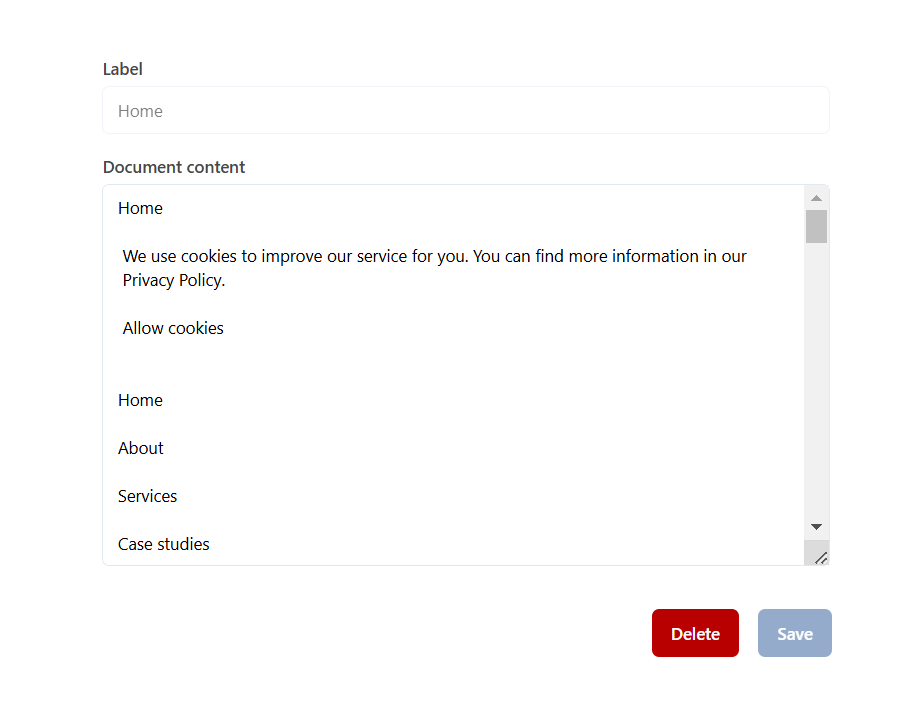 Label
Home
Document content
Home
We use cookies to improve our service for you. You can find more information in our
Privacy Policy.
Allow cookies
Home
About
Services
Case studies
Delete
Save